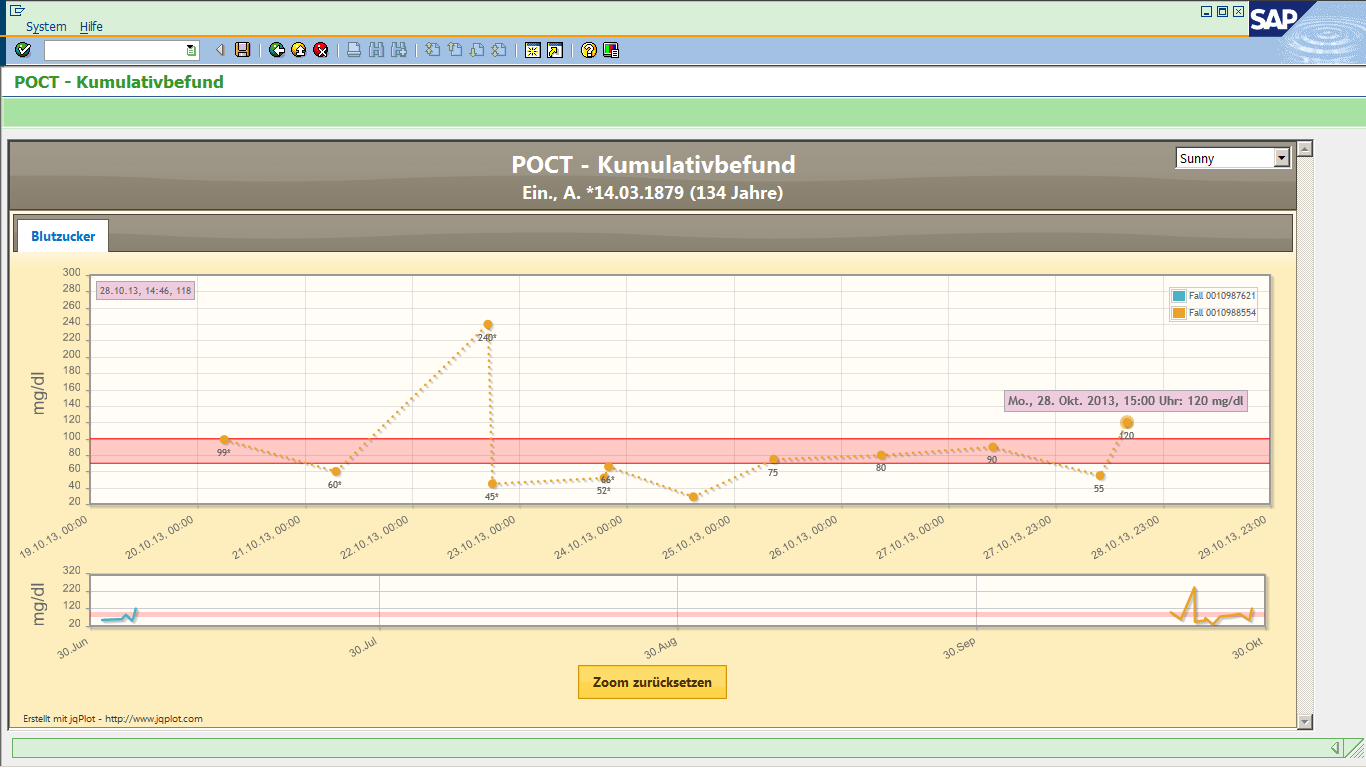 System Hilfe
SAP
POCT - Kumulativbefund
POCT - Kumulativbefund
Sunny
Ein., A. *14.03.1879 (134 Jahre)
Blutzucker
mg/dl
300
280
260
240
220
200
180
160
140
120
100
80
60
40
20
28.10.13, 14:46, 118
Fall 0010987621
Fall 0010988554
Mo., 28. Okt. 2013, 15:00 Uhr: 120 mg/dl
99*
60*
240*
45*
52*
66*
75
80
90
55
120
19.10.13, 00:00
20.10.13, 00:00
21.10.13, 00:00
22.10.13, 00:00
23.10.13, 00:00
24.10.13, 00:00
25.10.13, 00:00
26.10.13, 00:00
27.10.13, 00:00
27.10.13, 23:00
28.10.13, 23:00
29.10.13, 23:00
mg/dl
320
220
120
20
30.Jun
30.Jul
30.Aug
30.Sep
30.Okt
Zoom zurücksetzen
Erstellt mit jqPlot - http://www.jqplot.com